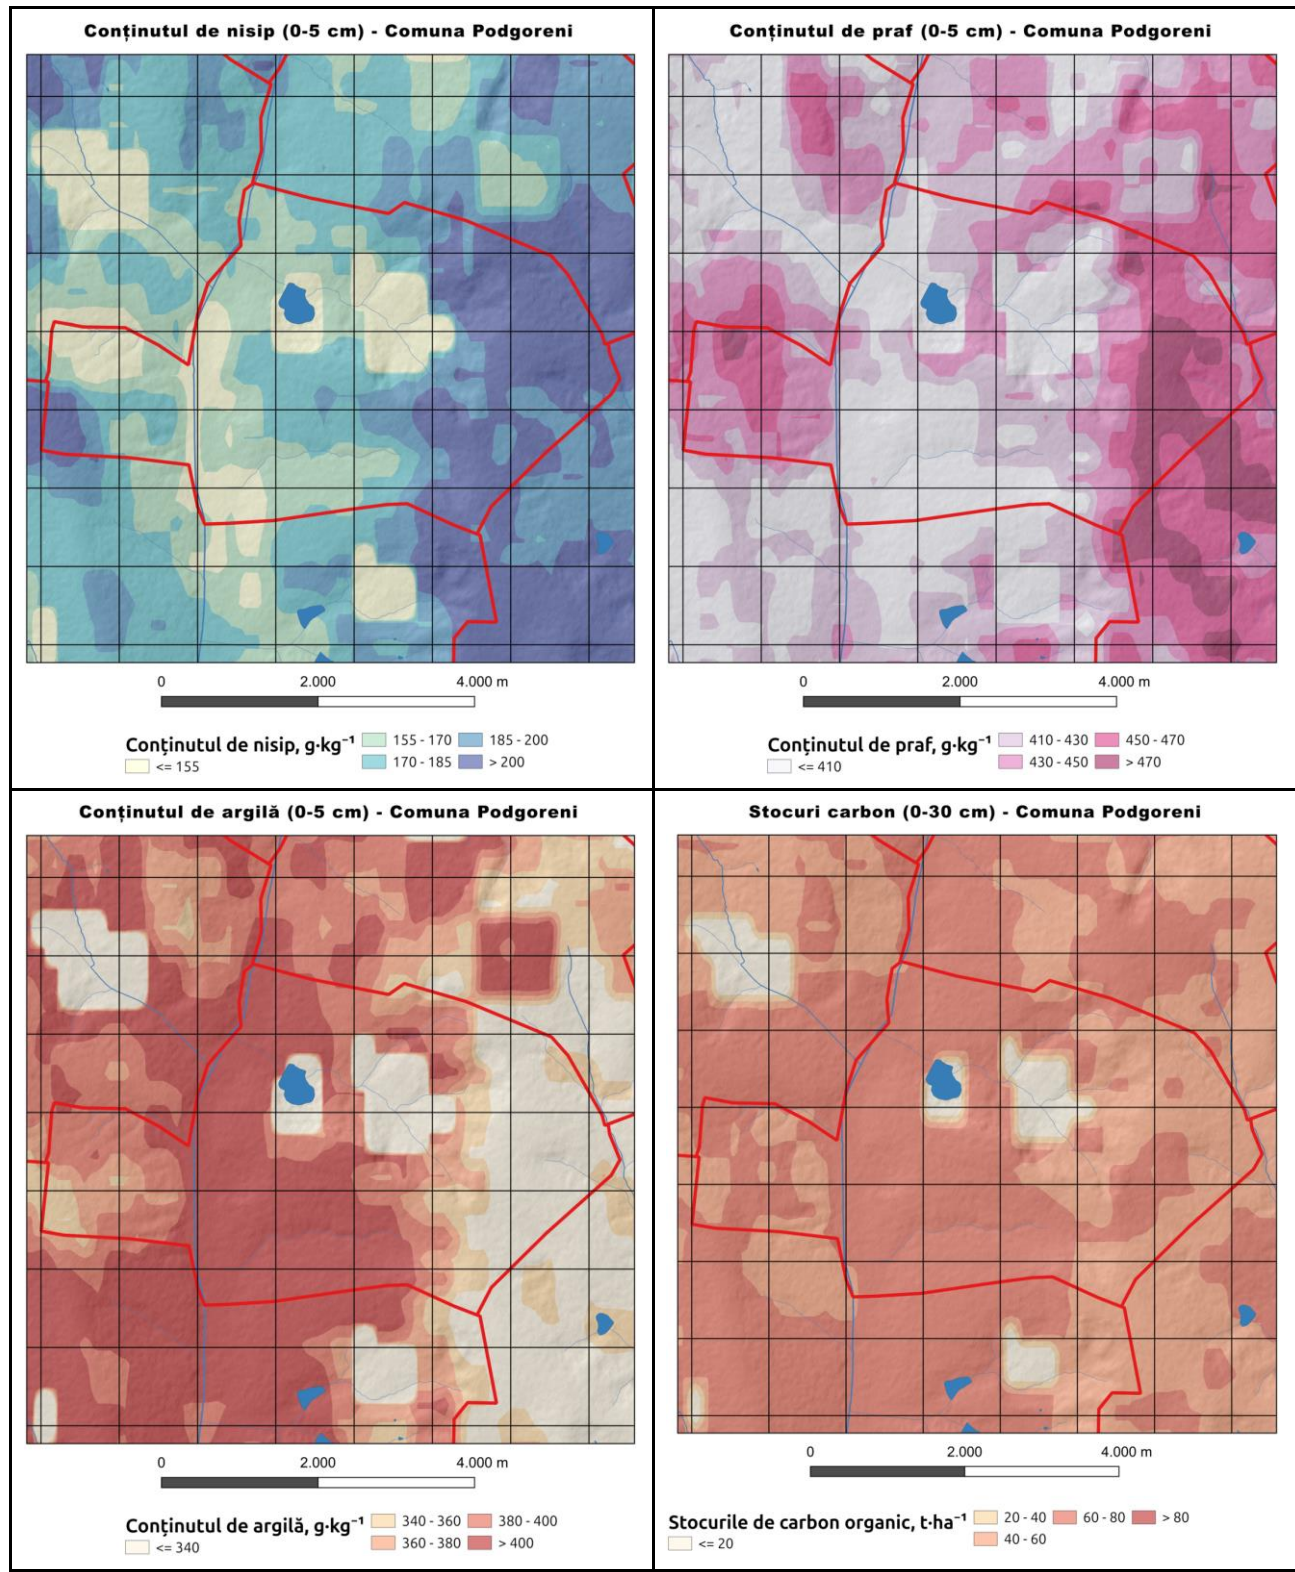 Conținutul de nisip (0-5 cm) - Comuna Podgoreni
0 2.000 4.000 m
Conținutul de nisip, g·kg⁻¹
<= 155
155 - 170
170 - 185
185 - 200
> 200
Conținutul de praf (0-5 cm) - Comuna Podgoreni
0 2.000 4.000 m
Conținutul de praf, g·kg⁻¹
<= 410
410 - 430
430 - 450
450 - 470
> 470
Conținutul de argilă (0-5 cm) - Comuna Podgoreni
0 2.000 4.000 m
Conținutul de argilă, g·kg⁻¹
<= 340
340 - 360
360 - 380
380 - 400
> 400
Stocuri carbon (0-30 cm) - Comuna Podgoreni
0 2.000 4.000 m
Stocurile de carbon organic, t·ha⁻¹
<= 20
20 - 40
40 - 60
60 - 80
> 80